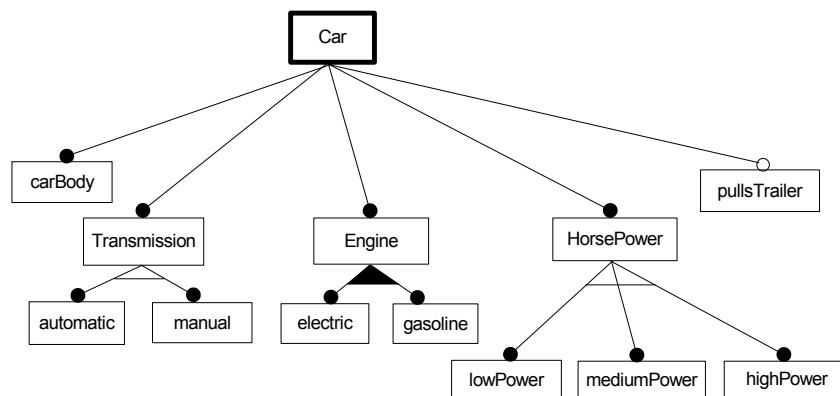 Car
carBody
pullsTrailer
Transmission
Engine
HorsePower
automatic
manual
electric
gasoline
lowPower
mediumPower
highPower